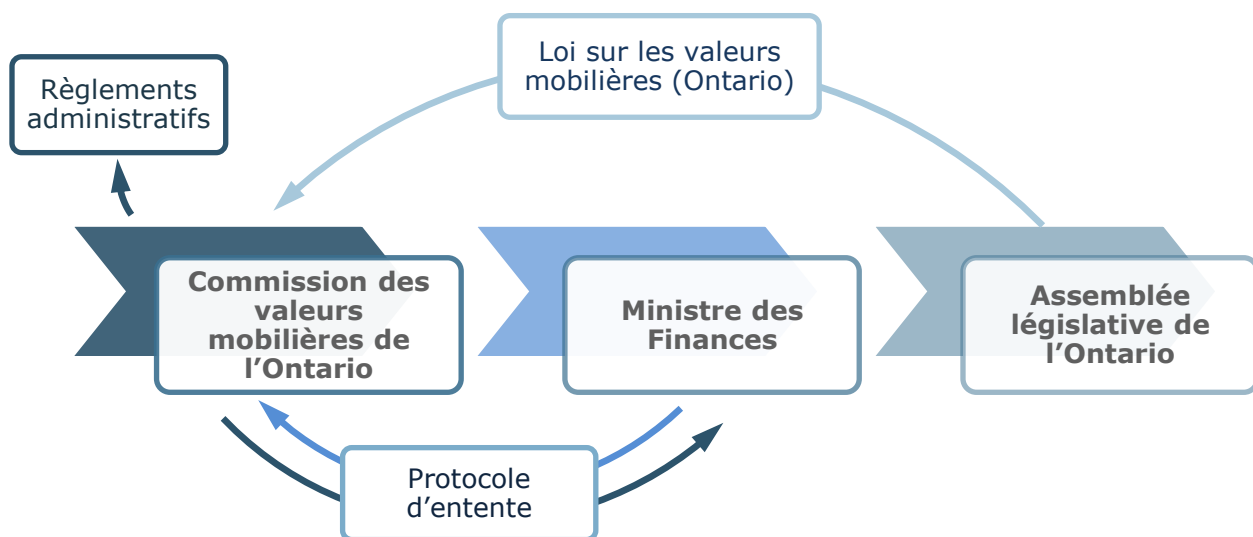 Loi sur les valeurs
mobilières (Ontario)
Règlements
administratifs
Commission des
valeurs
mobilières de
l’Ontario
Ministre des
Finances
Assemblée
législative de
l’Ontario
Protocole
d’entente